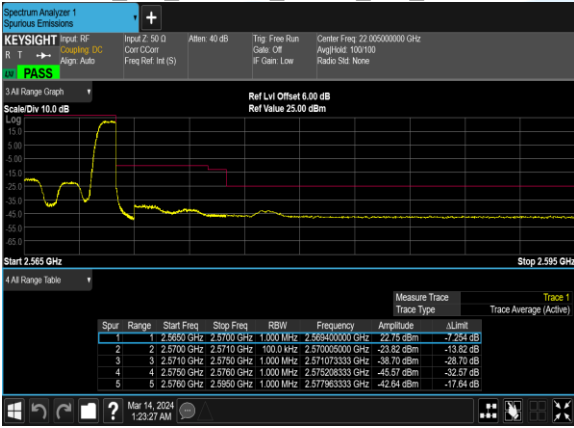 Spectrum Analyzer 1
Spurious Emissions
+
KEYSIGHT Input: RF Input Z: 50 Ω Atten: 40 dB Trig: Free Run Center Freq: 22.005000000 GHz
R T Coupling: DC Corr CCorr Gate: Off Avg|Hold: 100/100
Align: Auto Freq Ref: Int (S) IF Gain: Low Radio Std: None
PASS
3 All Range Graph
Ref Lvl Offset 6.00 dB
Scale/Div 10.0 dB Ref Value 25.00 dBm
Log
15.0
5.00
-5.00
-15.0
-25.0
-35.0
-45.0
-55.0
-65.0
Start 2.565 GHz Stop 2.595 GHz
4 All Range Table
Measure Trace Trace 1
Trace Type Trace Average (Active)
Spur Range Start Freq Stop Freq RBW Frequency Amplitude ΔLimit
1 1 2.5650 GHz 2.5700 GHz 1.000 MHz 2.569400000 GHz 22.75 dBm -7.254 dB
2 2 2.5700 GHz 2.5710 GHz 100.0 kHz 2.570005000 GHz -23.82 dBm -13.82 dB
3 3 2.5710 GHz 2.5750 GHz 1.000 MHz 2.571073333 GHz -38.70 dBm -28.70 dB
4 4 2.5750 GHz 2.5760 GHz 1.000 MHz 2.575208333 GHz -45.57 dBm -32.57 dB
5 5 2.5760 GHz 2.5950 GHz 1.000 MHz 2.577963333 GHz -42.64 dBm -17.64 dB
?
Mar 14, 2024
1:23:27 AM